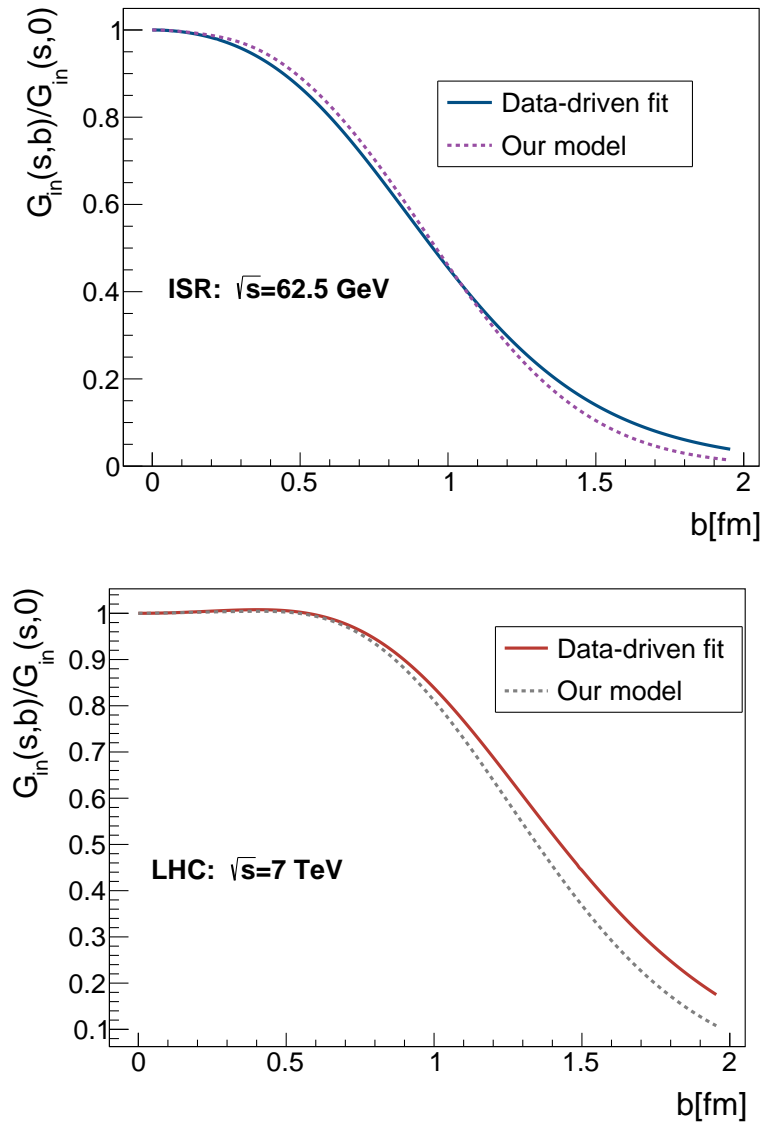 G_in(s,b)/G_in(s,0)
1
0.8
0.6
0.4
0.2
0
Data-driven fit
Our model
ISR: √s=62.5 GeV
0 0.5 1 1.5 2
b[fm]
G_in(s,b)/G_in(s,0)
1
0.9
0.8
0.7
0.6
0.5
0.4
0.3
0.2
0.1
Data-driven fit
Our model
LHC: √s=7 TeV
0 0.5 1 1.5 2
b[fm]